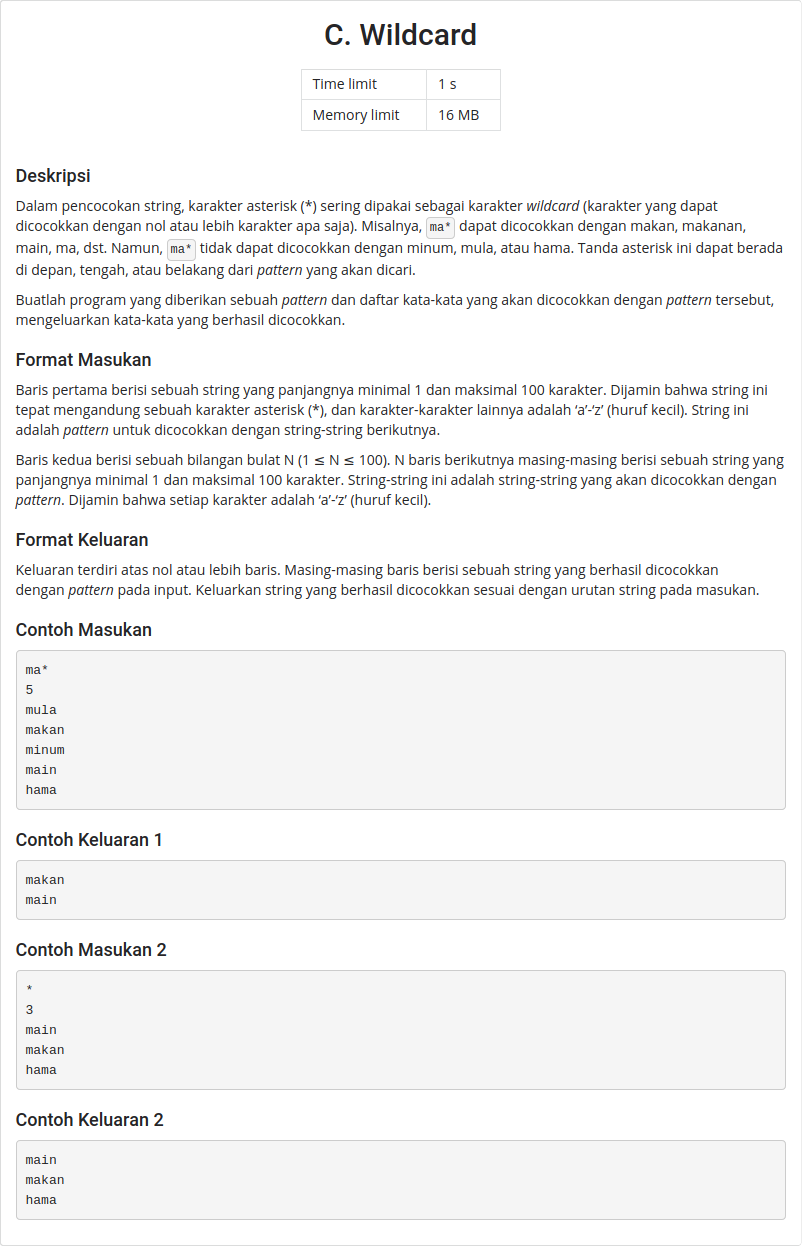 C. Wildcard
Time limit 1 s
Memory limit 16 MB
Deskripsi
Dalam pencocokan string, karakter asterisk (*) sering dipakai sebagai karakter wildcard (karakter yang dapat
dicocokkan dengan nol atau lebih karakter apa saja). Misalnya, ma* dapat dicocokkan dengan makan, makanan,
main, ma, dst. Namun, ma* tidak dapat dicocokkan dengan minum, mula, atau hama. Tanda asterisk ini dapat berada
di depan, tengah, atau belakang dari pattern yang akan dicari.
Buatlah program yang diberikan sebuah pattern dan daftar kata-kata yang akan dicocokkan dengan pattern tersebut,
mengeluarkan kata-kata yang berhasil dicocokkan.
Format Masukan
Baris pertama berisi sebuah string yang panjangnya minimal 1 dan maksimal 100 karakter. Dijamin bahwa string ini
tepat mengandung sebuah karakter asterisk (*), dan karakter-karakter lainnya adalah ‘a’-‘z’ (huruf kecil). String ini
adalah pattern untuk dicocokkan dengan string-string berikutnya.
Baris kedua berisi sebuah bilangan bulat N (1 ≤ N ≤ 100). N baris berikutnya masing-masing berisi sebuah string yang
panjangnya minimal 1 dan maksimal 100 karakter. String-string ini adalah string-string yang akan dicocokkan dengan
pattern. Dijamin bahwa setiap karakter adalah ‘a’-‘z’ (huruf kecil).
Format Keluaran
Keluaran terdiri atas nol atau lebih baris. Masing-masing baris berisi sebuah string yang berhasil dicocokkan
dengan pattern pada input. Keluarkan string yang berhasil dicocokkan sesuai dengan urutan string pada masukan.
Contoh Masukan
ma*
5
mula
makan
minum
main
hama
Contoh Keluaran 1
makan
main
Contoh Masukan 2
*
3
main
makan
hama
Contoh Keluaran 2
main
makan
hama